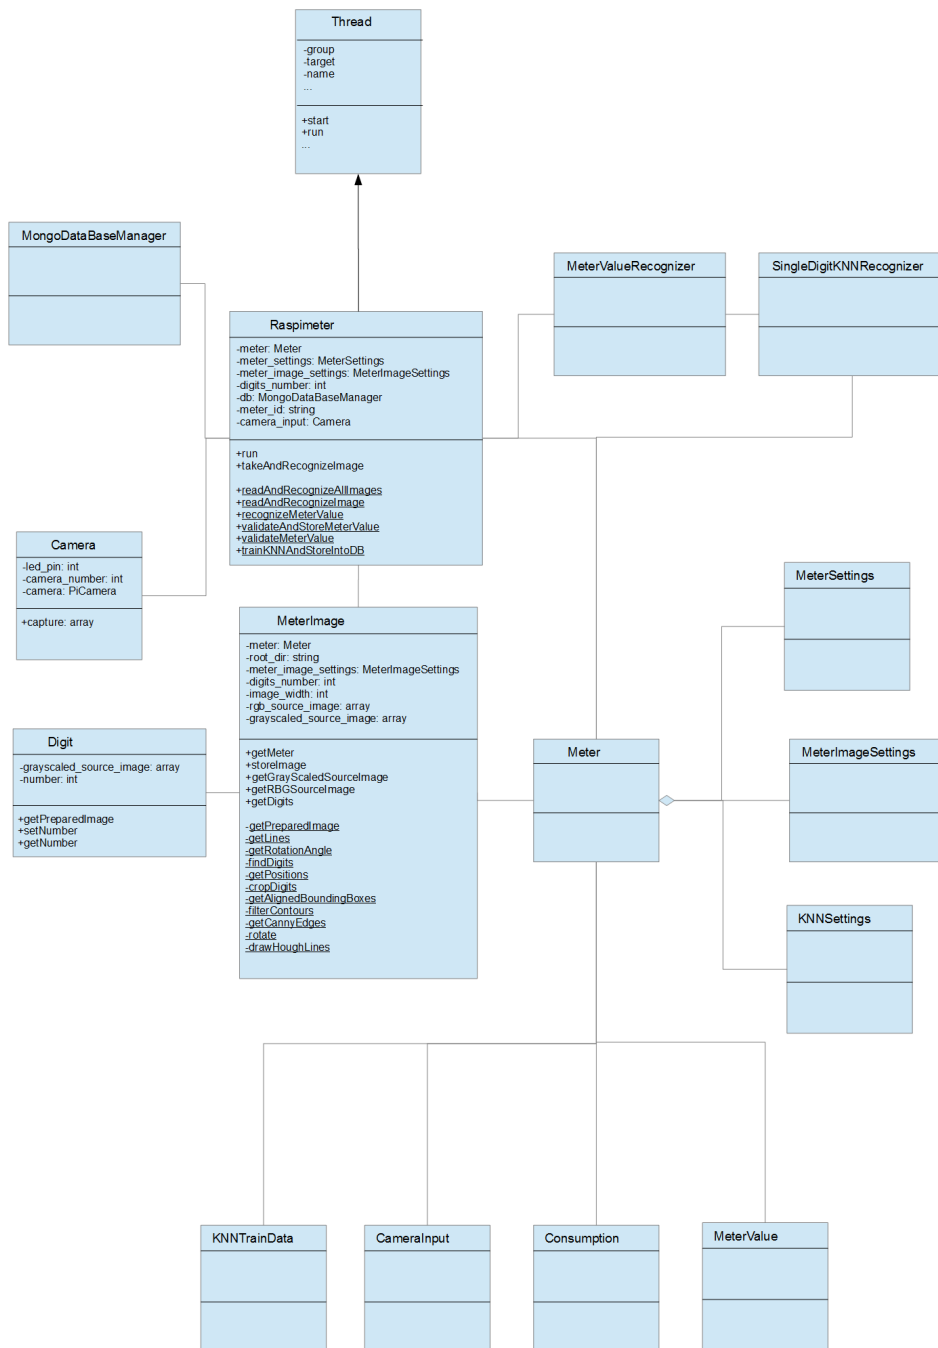 Thread
-group
-target
-name
...
+start
+run
...
MongoDataBaseManager
MeterValueRecognizer
SingleDigitKNNRecognizer
Raspimeter
-meter: Meter
-meter_settings: MeterSettings
-meter_image_settings: MeterImageSettings
-digits_number: int
-db: MongoDataBaseManager
-meter_id: string
-camera_input: Camera
+run
+takeAndRecognizeImage
+readAndRecognizeAllImages
+readAndRecognizeImage
+recognizeMeterValue
+validateAndStoreMeterValue
+validateMeterValue
+trainKNNAndStoreIntoDB
Camera
-led_pin: int
-camera_number: int
-camera: PiCamera
+capture: array
MeterSettings
MeterImage
-meter: Meter
-root_dir: string
-meter_image_settings: MeterImageSettings
-digits_number: int
-image_width: int
-rgb_source_image: array
-grayscaled_source_image: array
+getMeter
+storeImage
+getGrayScaledSourceImage
+getRBGSourceImage
+getDigits
-getPreparedImage
-getLines
-getRotationAngle
-findDigits
-getPositions
-cropDigits
-getAlignedBoundingBoxes
-filterContours
-getCannyEdges
-rotate
-drawHoughLines
Digit
-grayscaled_source_image: array
-number: int
+getPreparedImage
+setNumber
+getNumber
Meter
MeterImageSettings
KNNSettings
KNNTrainData
CameraInput
Consumption
MeterValue